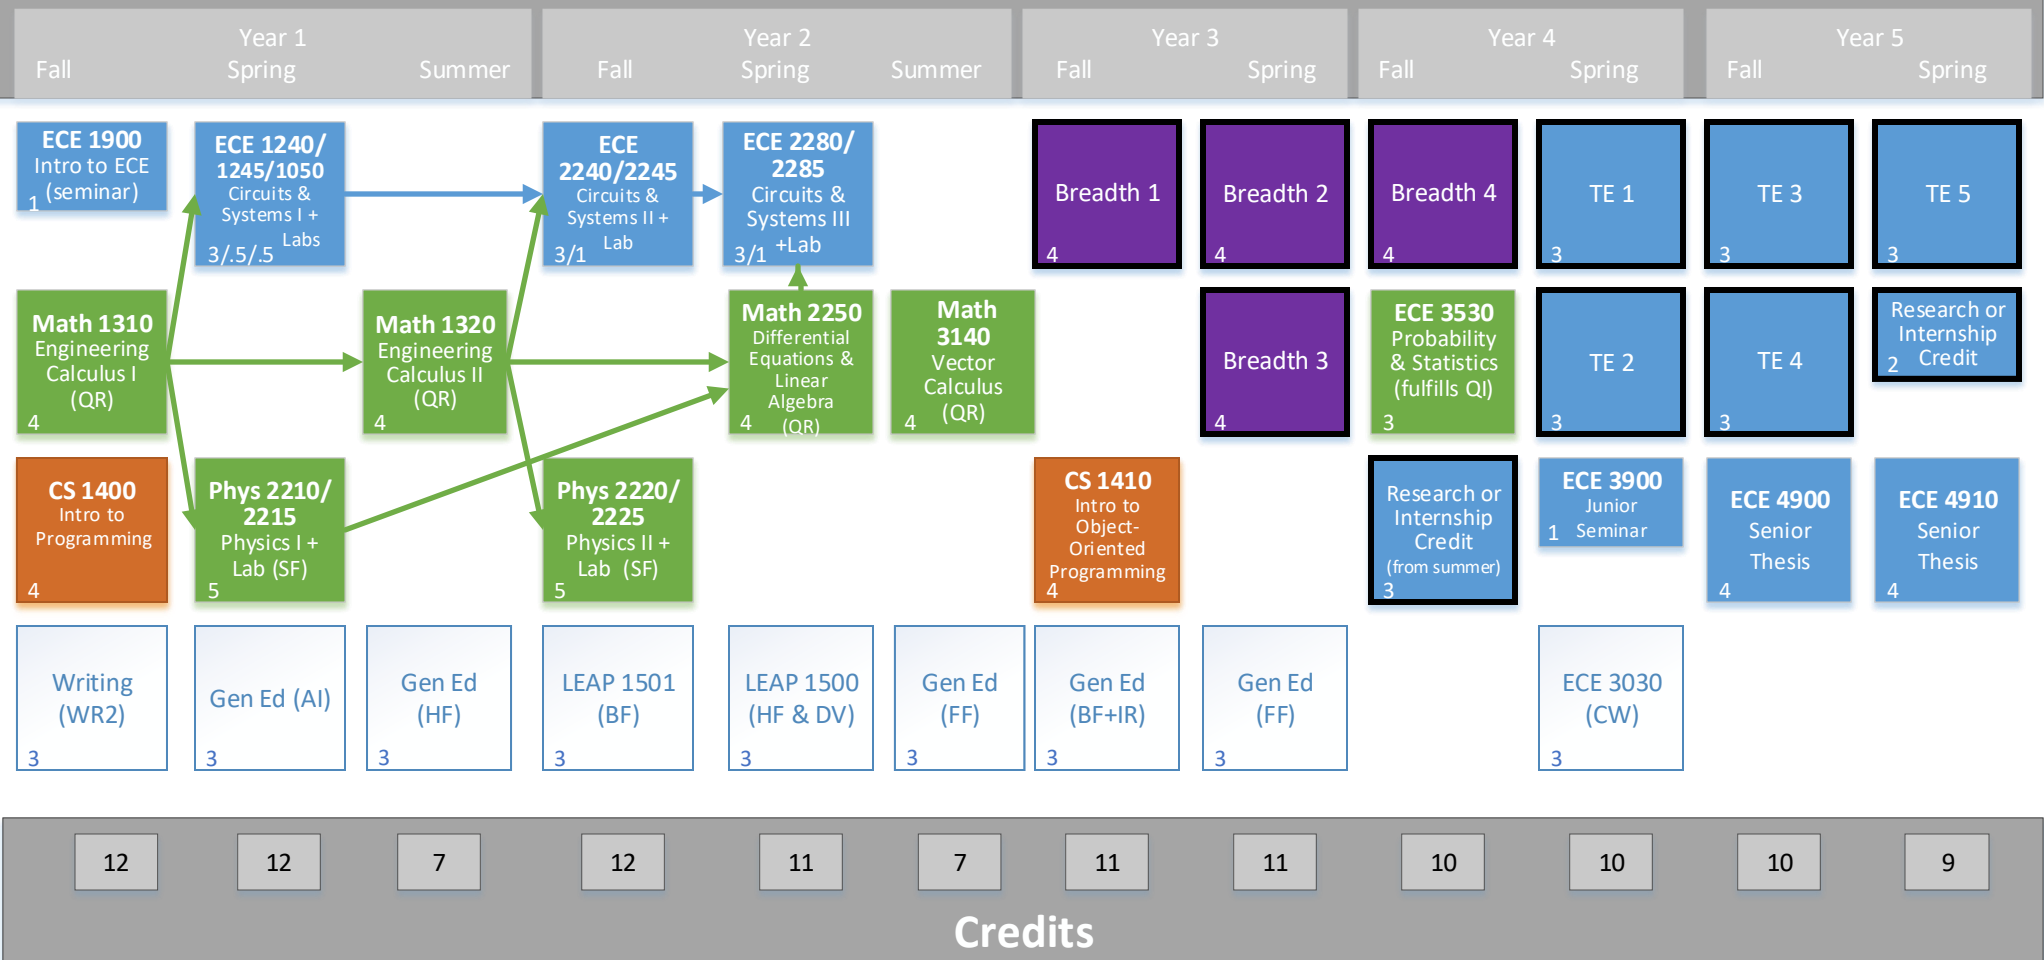 Year 1
Fall
Spring
Summer
Year 2
Fall
Spring
Summer
Year 3
Fall
Spring
Year 4
Fall
Spring
Year 5
Fall
Spring
ECE 1900
Intro to ECE
(seminar)
1
ECE 1240/
1245/1050
Circuits &
Systems I +
Labs
3/.5/.5
ECE
2240/2245
Circuits &
Systems II +
Lab
3/1
ECE 2280/
2285
Circuits &
Systems III
+Lab
3/1
Breadth 1
4
Breadth 2
4
Breadth 4
4
TE 1
3
TE 3
3
TE 5
3
Math 1310
Engineering
Calculus I
(QR)
4
Math 1320
Engineering
Calculus II
(QR)
4
Math 2250
Differential
Equations &
Linear
Algebra
(QR)
4
Math
3140
Vector
Calculus
(QR)
4
Breadth 3
4
ECE 3530
Probability
& Statistics
(fulfills QI)
3
TE 2
3
TE 4
3
Research or
Internship
Credit
2
CS 1400
Intro to
Programming
4
Phys 2210/
2215
Physics I +
Lab (SF)
5
Phys 2220/
2225
Physics II +
Lab (SF)
5
CS 1410
Intro to
Object-
Oriented
Programming
4
Research or
Internship
Credit
(from summer)
3
ECE 3900
Junior
Seminar
1
ECE 4900
Senior
Thesis
4
ECE 4910
Senior
Thesis
4
Writing
(WR2)
3
Gen Ed (AI)
3
Gen Ed
(HF)
3
LEAP 1501
(BF)
3
LEAP 1500
(HF & DV)
3
Gen Ed
(FF)
3
Gen Ed
(BF+IR)
3
Gen Ed
(FF)
3
ECE 3030
(CW)
3
12
12
7
12
11
7
11
11
10
10
10
9
Credits